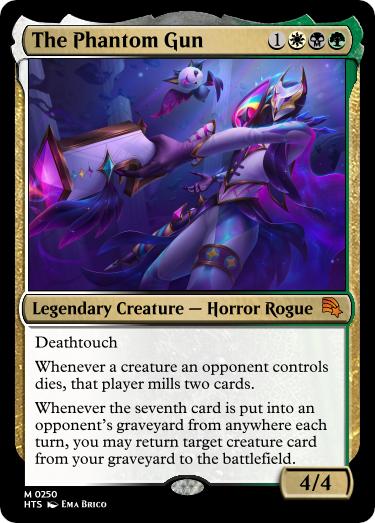 The Phantom Gun 1
Legendary Creature — Horror Rogue
Deathtouch
Whenever a creature an opponent controls
dies, that player mills two cards.
Whenever the seventh card is put into an
opponent's graveyard from anywhere each
turn, you may return target creature card
from your graveyard to the battlefield.
4/4
M 0250
HTS Ema Brico